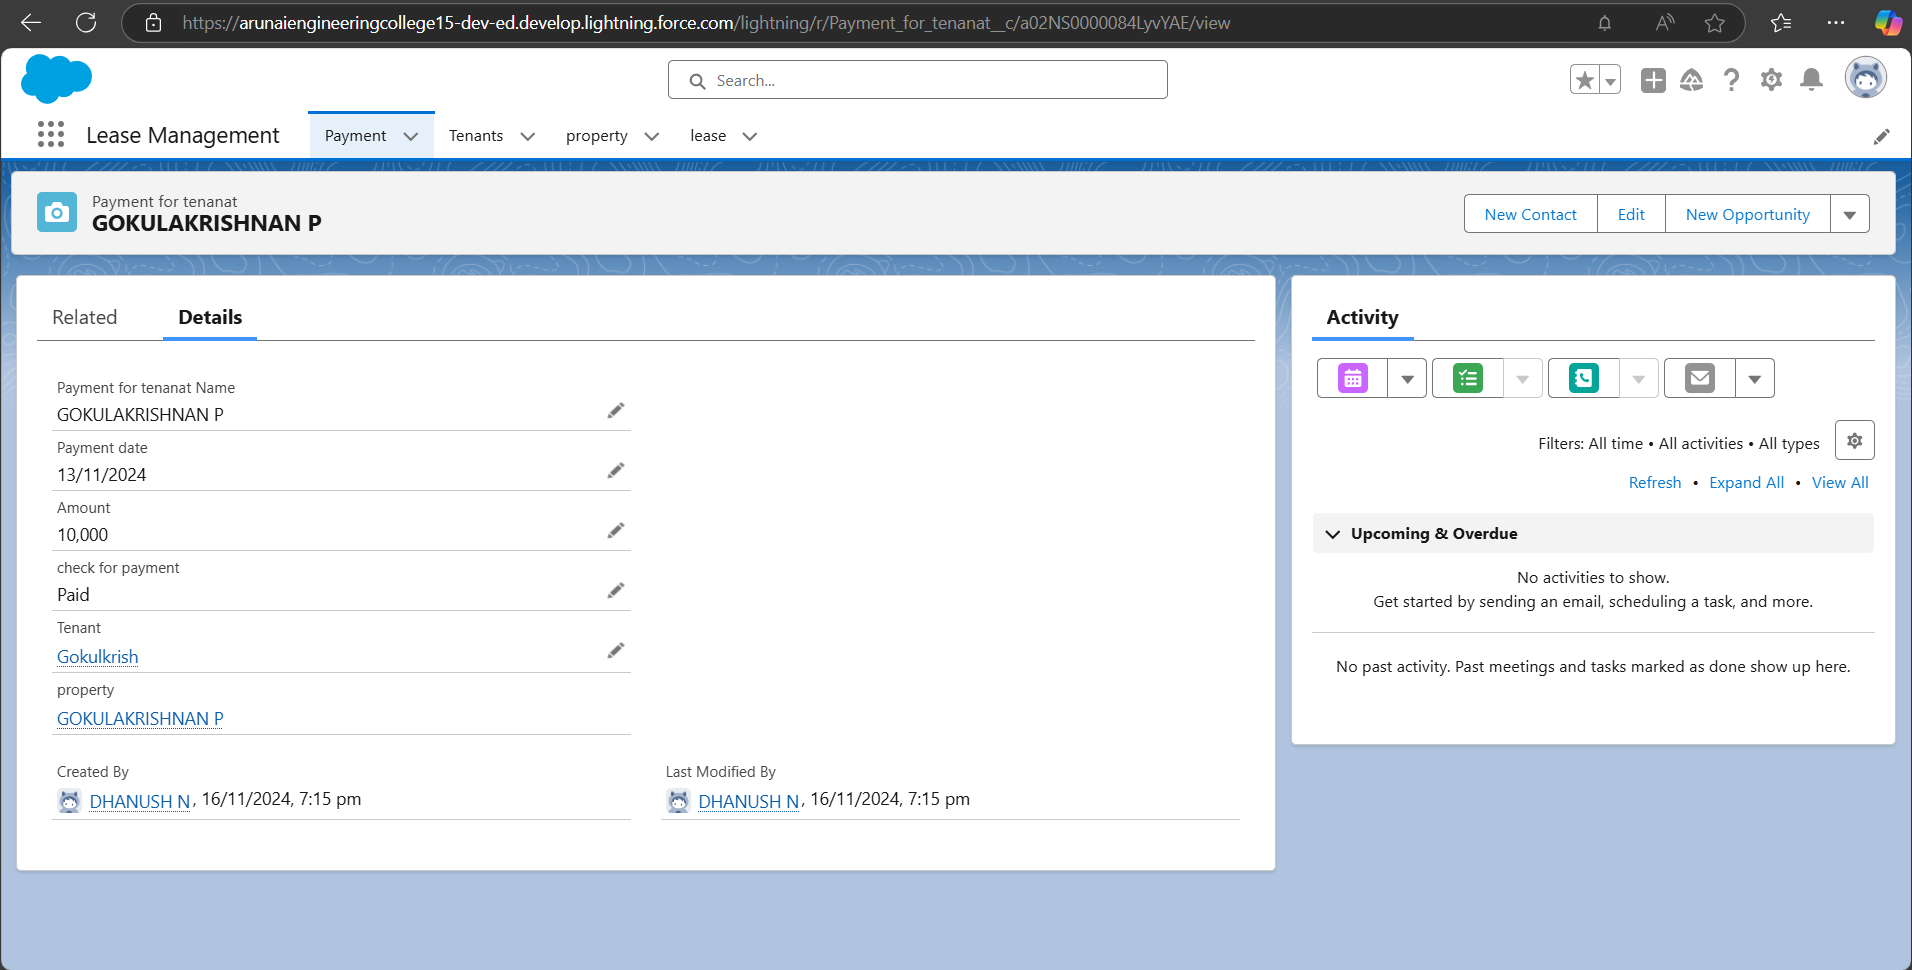 https://arunaiengineeringcollege15-dev-ed.develop.lightning.force.com/lightning/r/Payment_for_tenanat__c/a02NS0000084LyvYAE/view
Search...
Lease Management
Payment
Tenants
property
lease
Payment for tenanat
GOKULAKRISHNAN P
New Contact
Edit
New Opportunity
Related
Details
Payment for tenanat Name
GOKULAKRISHNAN P
Payment date
13/11/2024
Amount
10,000
check for payment
Paid
Tenant
Gokulkrish
property
GOKULAKRISHNAN P
Created By
DHANUSH N, 16/11/2024, 7:15 pm
Last Modified By
DHANUSH N, 16/11/2024, 7:15 pm
Activity
Filters: All time • All activities • All types
Refresh • Expand All • View All
Upcoming & Overdue
No activities to show.
Get started by sending an email, scheduling a task, and more.
No past activity. Past meetings and tasks marked as done show up here.